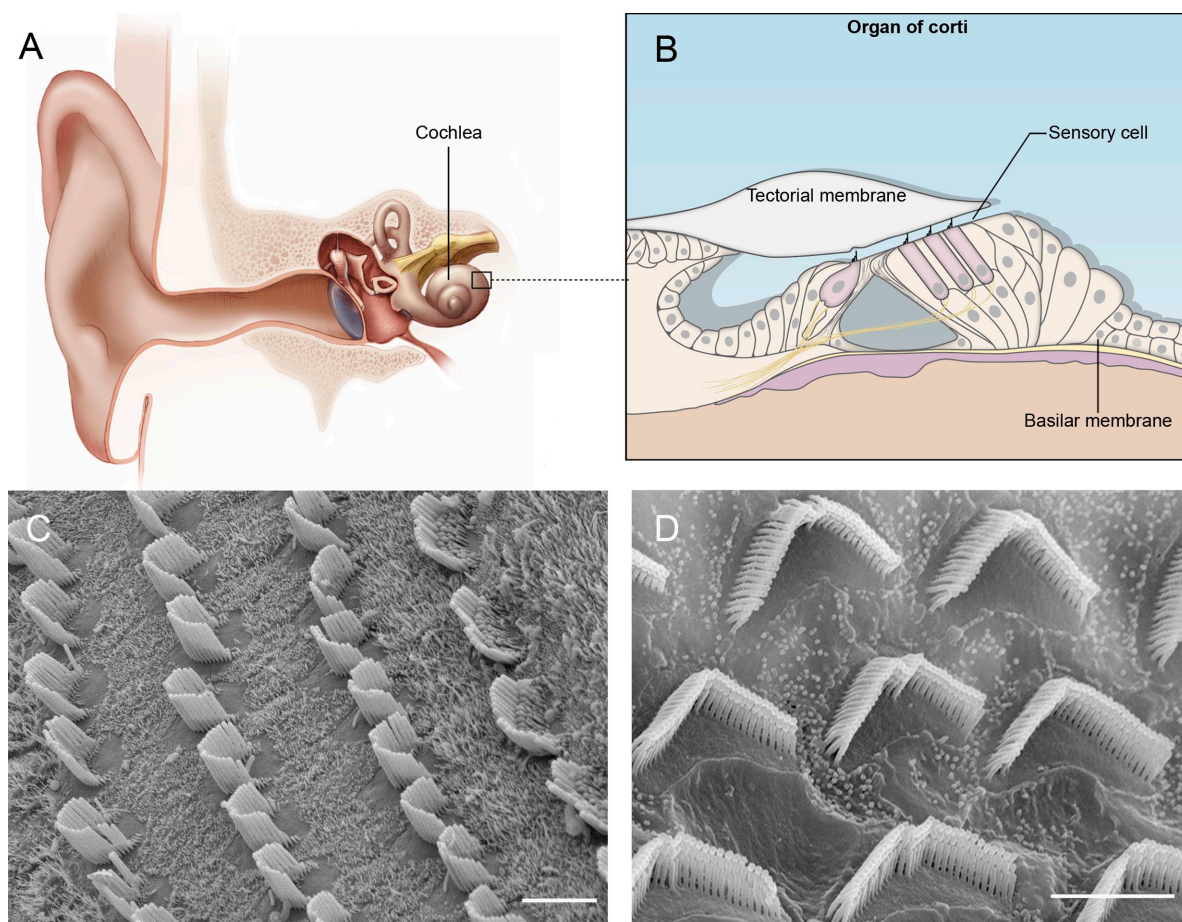 A
Cochlea
B
Organ of corti
Sensory cell
Tectorial membrane
Basilar membrane
C
D